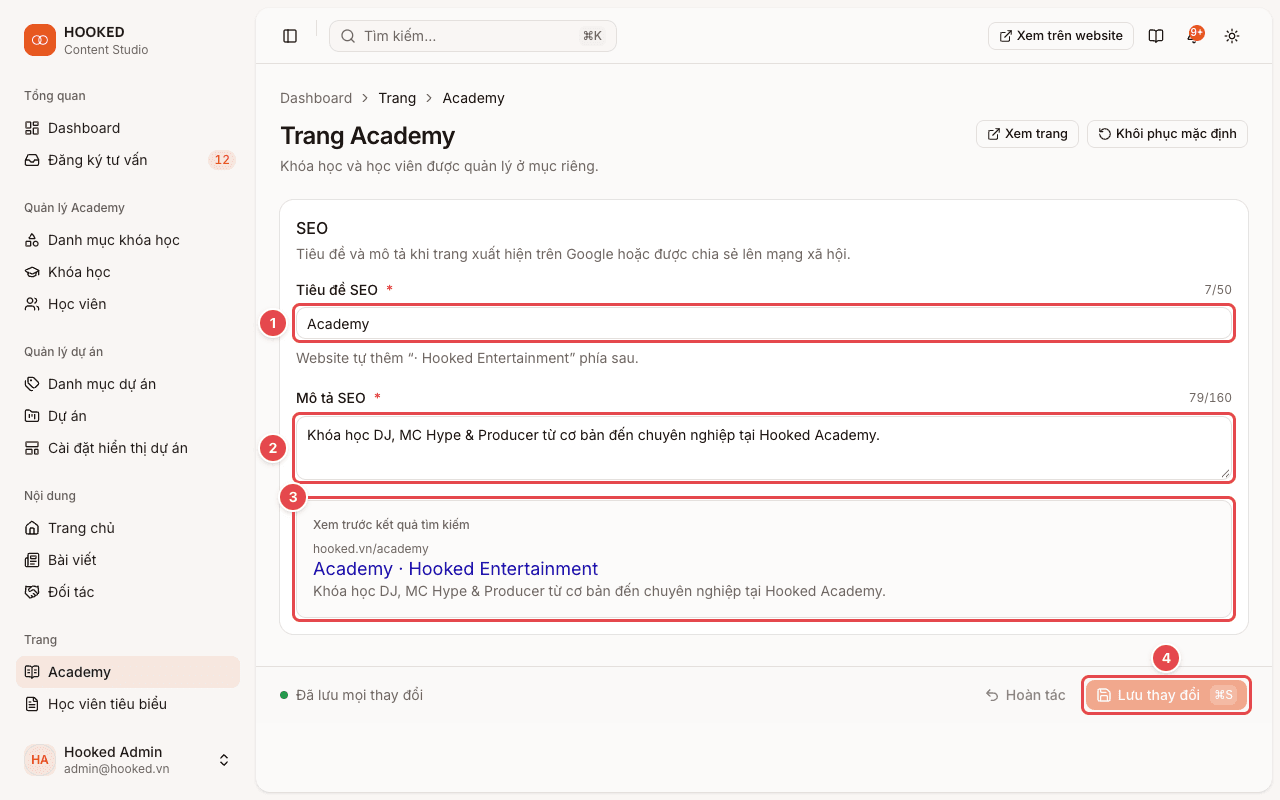 HOOKED
Content Studio
Tổng quan
Dashboard
Đăng ký tư vấn 12
Quản lý Academy
Danh mục khóa học
Khóa học
Học viên
Quản lý dự án
Danh mục dự án
Dự án
Cài đặt hiển thị dự án
Nội dung
Trang chủ
Bài viết
Đối tác
Trang
Academy
Học viên tiêu biểu
HA Hooked Admin
admin@hooked.vn
Tìm kiếm... ⌘K
Xem trên website
9+
Dashboard > Trang > Academy
Trang Academy
Xem trang
Khôi phục mặc định
Khóa học và học viên được quản lý ở mục riêng.
SEO
Tiêu đề và mô tả khi trang xuất hiện trên Google hoặc được chia sẻ lên mạng xã hội.
Tiêu đề SEO * 7/50
1 Academy
Website tự thêm “· Hooked Entertainment” phía sau.
Mô tả SEO * 79/160
2 Khóa học DJ, MC Hype & Producer từ cơ bản đến chuyên nghiệp tại Hooked Academy.
3
Xem trước kết quả tìm kiếm
hooked.vn/academy
Academy · Hooked Entertainment
Khóa học DJ, MC Hype & Producer từ cơ bản đến chuyên nghiệp tại Hooked Academy.
4
Đã lưu mọi thay đổi
Hoàn tác
Lưu thay đổi ⌘S